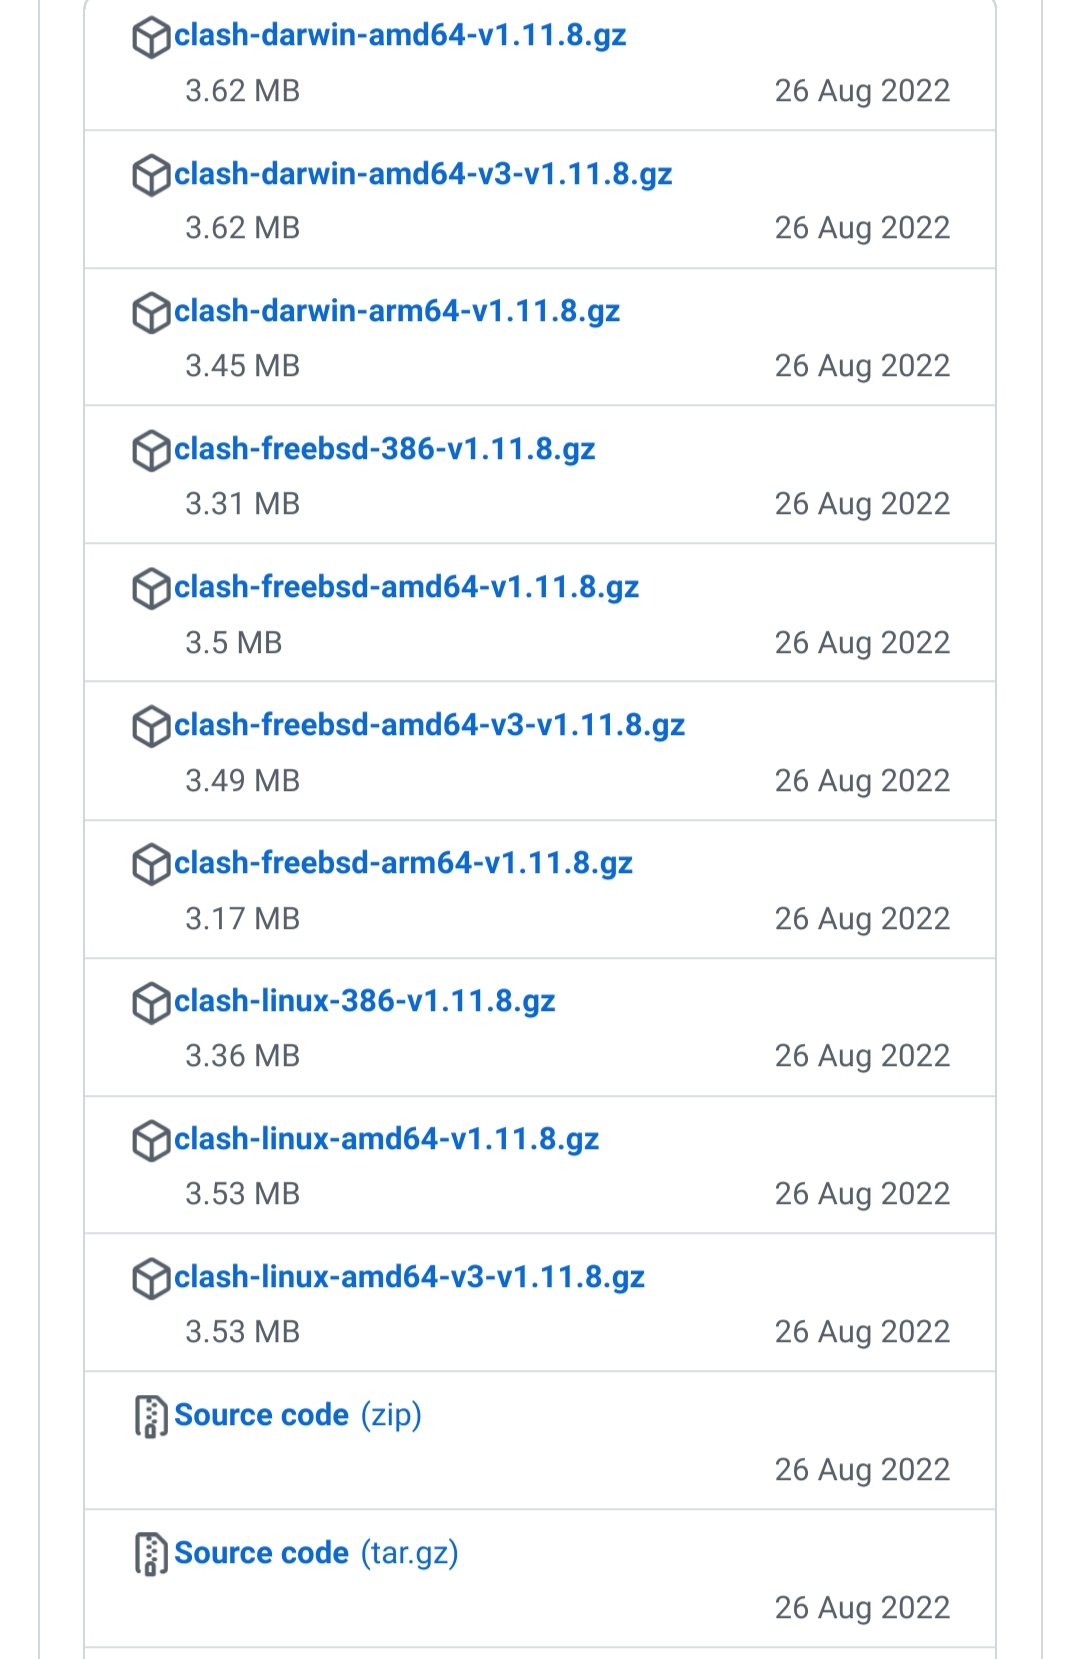 clash-darwin-amd64-v1.11.8.gz
3.62 MB 26 Aug 2022
clash-darwin-amd64-v3-v1.11.8.gz
3.62 MB 26 Aug 2022
clash-darwin-arm64-v1.11.8.gz
3.45 MB 26 Aug 2022
clash-freebsd-386-v1.11.8.gz
3.31 MB 26 Aug 2022
clash-freebsd-amd64-v1.11.8.gz
3.5 MB 26 Aug 2022
clash-freebsd-amd64-v3-v1.11.8.gz
3.49 MB 26 Aug 2022
clash-freebsd-arm64-v1.11.8.gz
3.17 MB 26 Aug 2022
clash-linux-386-v1.11.8.gz
3.36 MB 26 Aug 2022
clash-linux-amd64-v1.11.8.gz
3.53 MB 26 Aug 2022
clash-linux-amd64-v3-v1.11.8.gz
3.53 MB 26 Aug 2022
Source code (zip)
26 Aug 2022
Source code (tar.gz)
26 Aug 2022